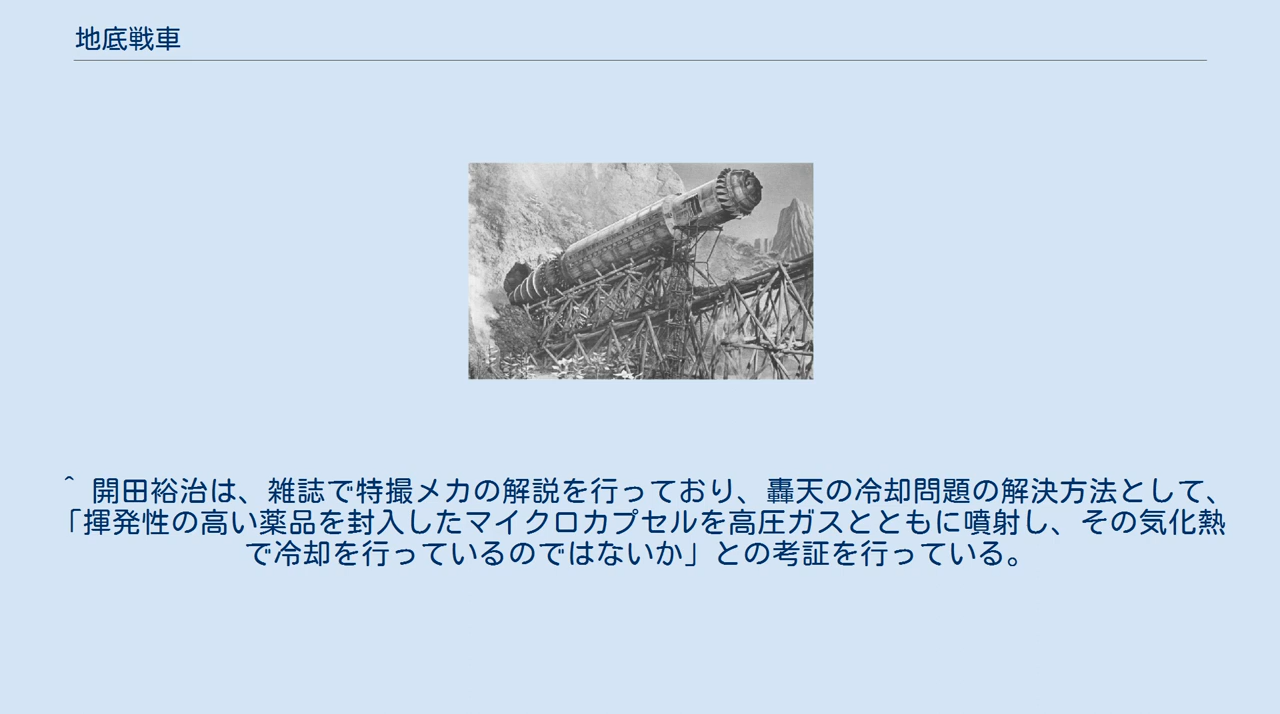 地底戦車
^ 開田裕治は、雑誌で特撮メカの解説を行っており、轟天の冷却問題の解決方法として、
「揮発性の高い薬品を封入したマイクロカプセルを高圧ガスとともに噴射し、その気化熱
で冷却を行っているのではないか」との考証を行っている。